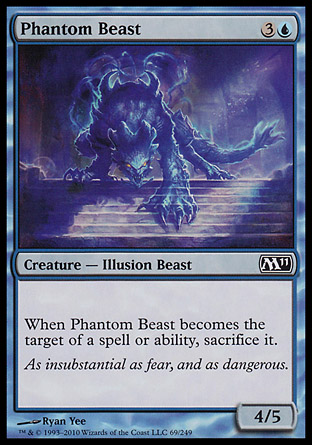 Phantom Beast 3
Creature — Illusion Beast M11
When Phantom Beast becomes the
target of a spell or ability, sacrifice it.
As insubstantial as fear, and as dangerous.
Ryan Yee
™ & © 1993–2010 Wizards of the Coast LLC 69/249
4/5